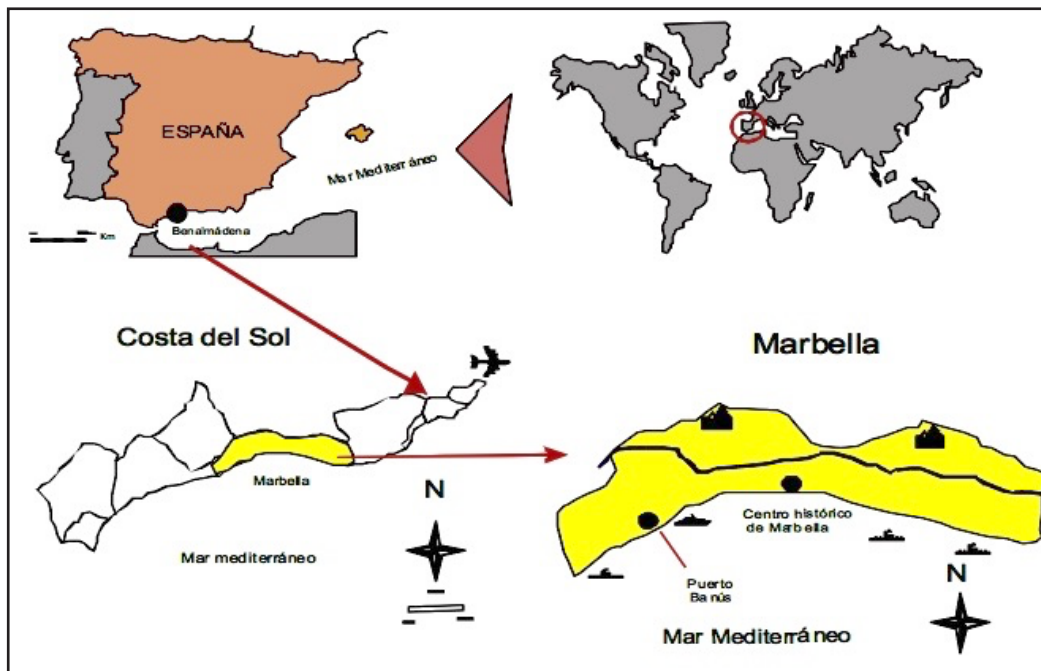 ESPAÑA
Mar Mediterráneo
Benalmádena
Km
Costa del Sol
Marbella
N
Mar mediterráneo
Marbella
Centro histórico
de Marbella
Puerto
Banús
N
Mar Mediterráneo